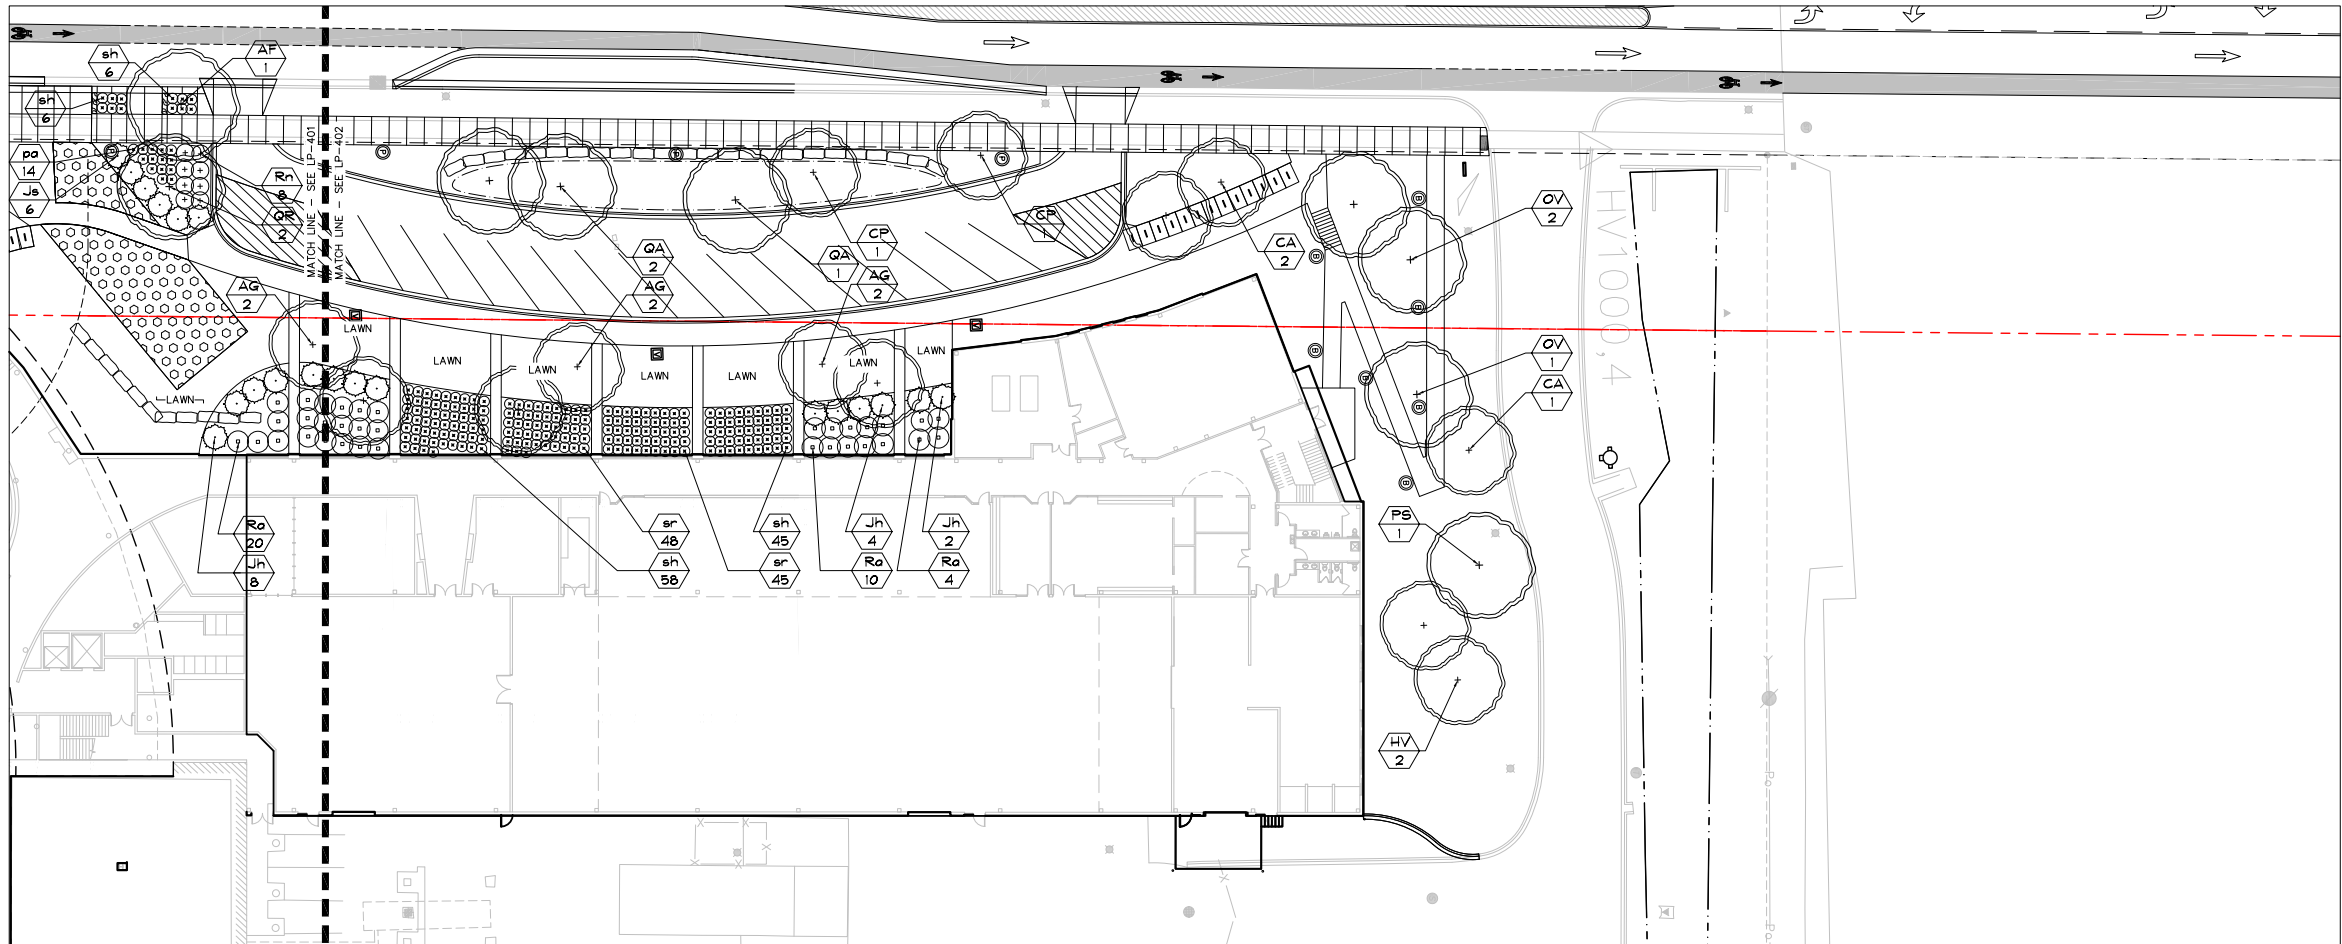 sh
6
AF
1
sh
6
pa
14
Js
6
Rn
8
QR
2
MATCH LINE - SEE LP-401
MATCH LINE - SEE LP-402
P
P
P
P
QA
2
AG
2
CP
1
QA
1
AG
2
CP
1
CA
2
OV
2
HV1000,4
AG
2
LAWN
LAWN
LAWN
LAWN
LAWN
LAWN
LAWN
LAWN
B
B
B
B
B
B
B
OV
1
CA
1
Ra
20
Jh
8
sr
48
sh
58
sh
45
sr
45
Jh
4
Ra
10
Jh
2
Ra
4
PS
1
HV
2